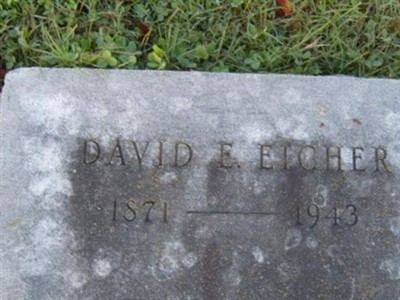 DAVID E. EICHER
1871 — 1943